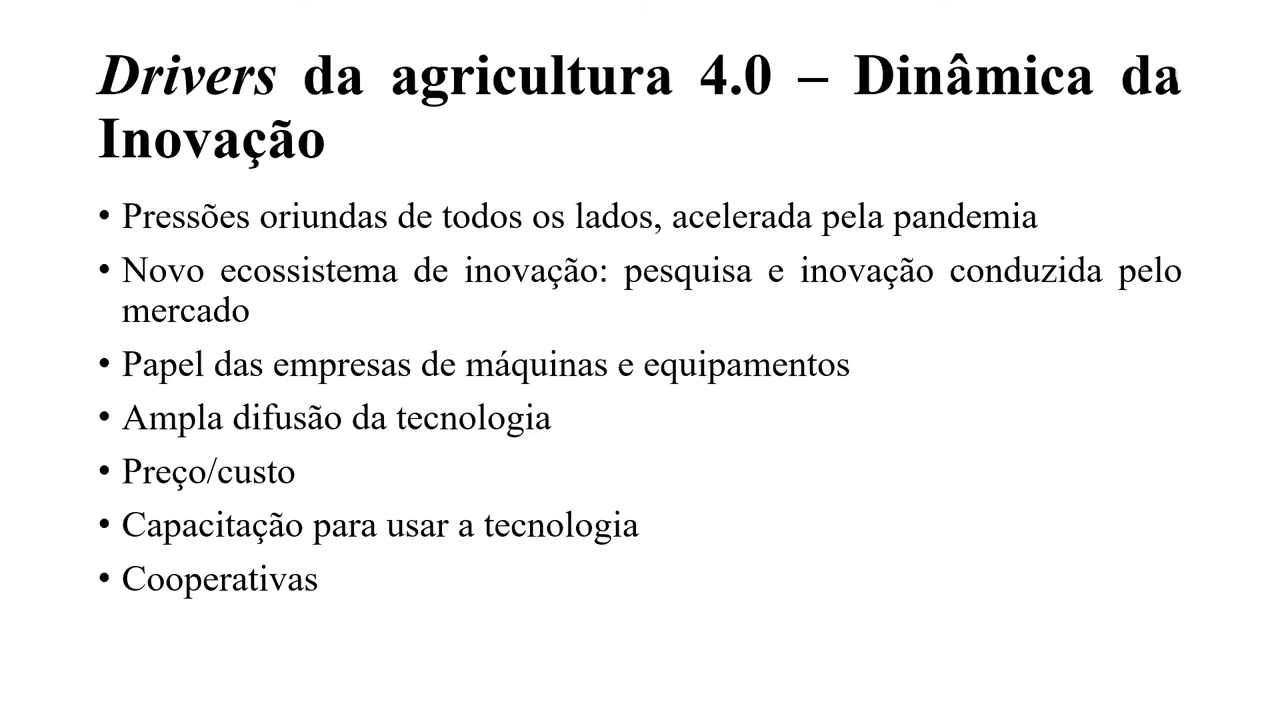 Drivers da agricultura 4.0 – Dinâmica da
Inovação
• Pressões oriundas de todos os lados, acelerada pela pandemia
• Novo ecossistema de inovação: pesquisa e inovação conduzida pelo
mercado
• Papel das empresas de máquinas e equipamentos
• Ampla difusão da tecnologia
• Preço/custo
• Capacitação para usar a tecnologia
• Cooperativas